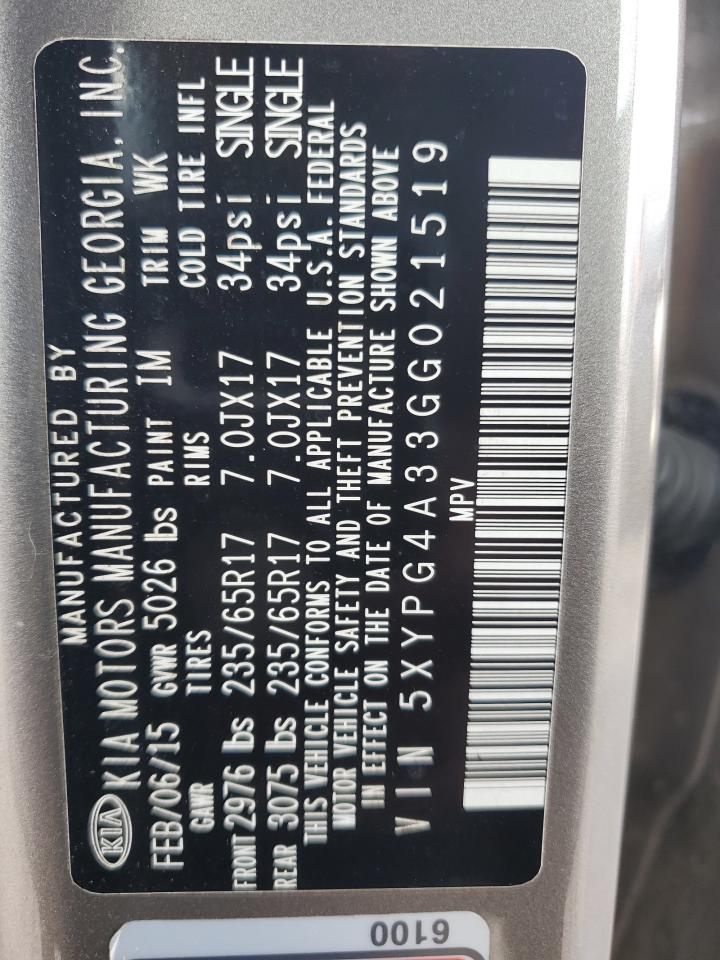 MANUFACTURED BY
KIA KIA MOTORS MANUFACTURING GEORGIA, INC.
FEB/06/15 GVWR 5026 lbs PAINT IM TRIM WK
GAWR TIRES RIMS COLD TIRE INFL
FRONT 2976 lbs 235/65R17 7.0JX17 34psi SINGLE
REAR 3075 lbs 235/65R17 7.0JX17 34psi SINGLE
THIS VEHICLE CONFORMS TO ALL APPLICABLE U.S.A. FEDERAL
MOTOR VEHICLE SAFETY AND THEFT PREVENTION STANDARDS
IN EFFECT ON THE DATE OF MANUFACTURE SHOWN ABOVE
VIN 5XYPG4A33GG021519
MPV
6100